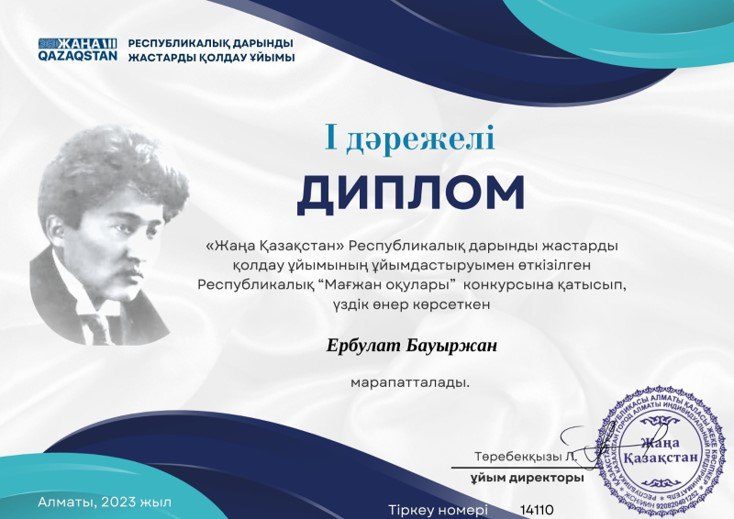 ЖАҢА
QAZAQSTAN
РЕСПУБЛИКАЛЫҚ ДАРЫНДЫ
ЖАСТАРДЫ ҚОЛДАУ ҰЙЫМЫ
I дәрежелі
ДИПЛОМ
«Жаңа Қазақстан» Республикалық дарынды жастарды
қолдау ұйымының ұйымдастыруымен өткізілген
Республикалық “Мағжан оқулары” конкурсына қатысып,
үздік өнер көрсеткен
Ербулат Бауыржан
марапатталады.
Төребекқызы Л.
ұйым директоры
Жаңа
Қазақстан
Алматы, 2023 жыл
Тіркеу номері 14110